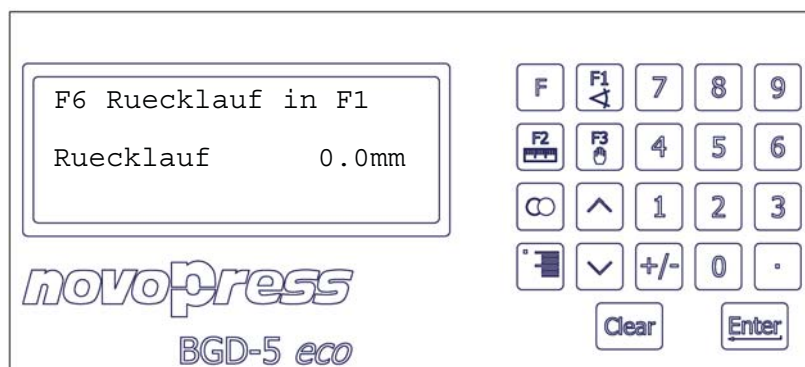 F6 Ruecklauf in F1
Ruecklauf 0.0mm
novopress
BGD-5 eco
F F1 7 8 9
F2 F3 4 5 6
1 2 3
+/- 0 .
Clear Enter